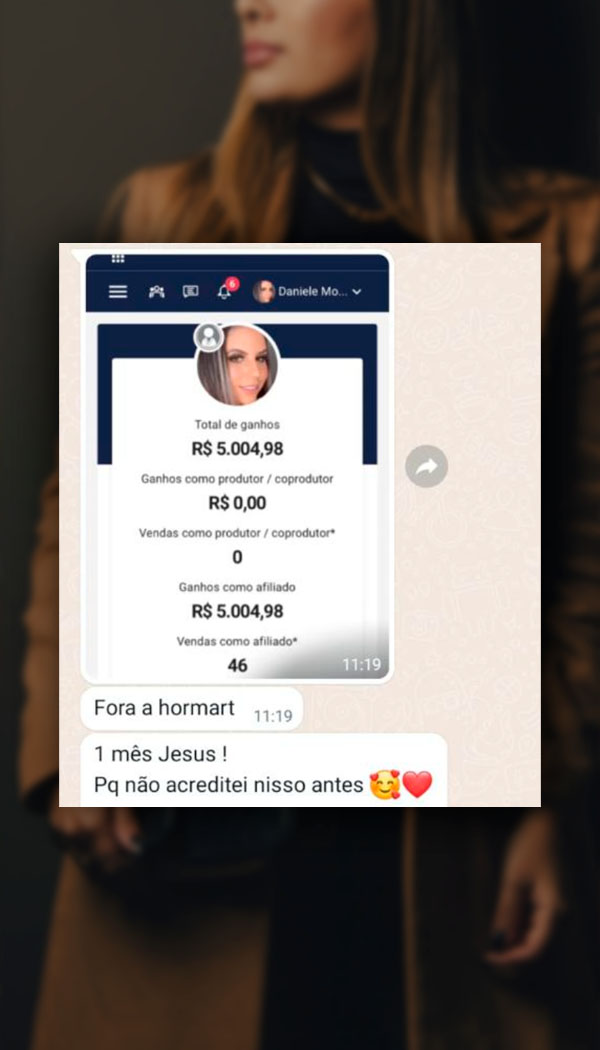 6
Daniele Mo...
Total de ganhos
R$ 5.004,98
Ganhos como produtor / coprodutor
R$ 0,00
Vendas como produtor / coprodutor*
0
Ganhos como afiliado
R$ 5.004,98
Vendas como afiliado*
46
11:19
Fora a hormart 11:19
1 mês Jesus !
Pq não acreditei nisso antes 🥰❤️